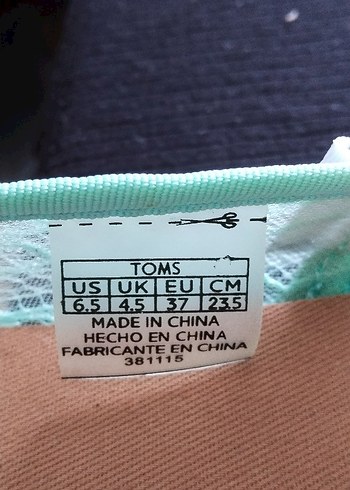 TOMS
US UK EU CM
6.5 4.5 37 23.5
MADE IN CHINA
HECHO EN CHINA
FABRICANTE EN CHINA
381115